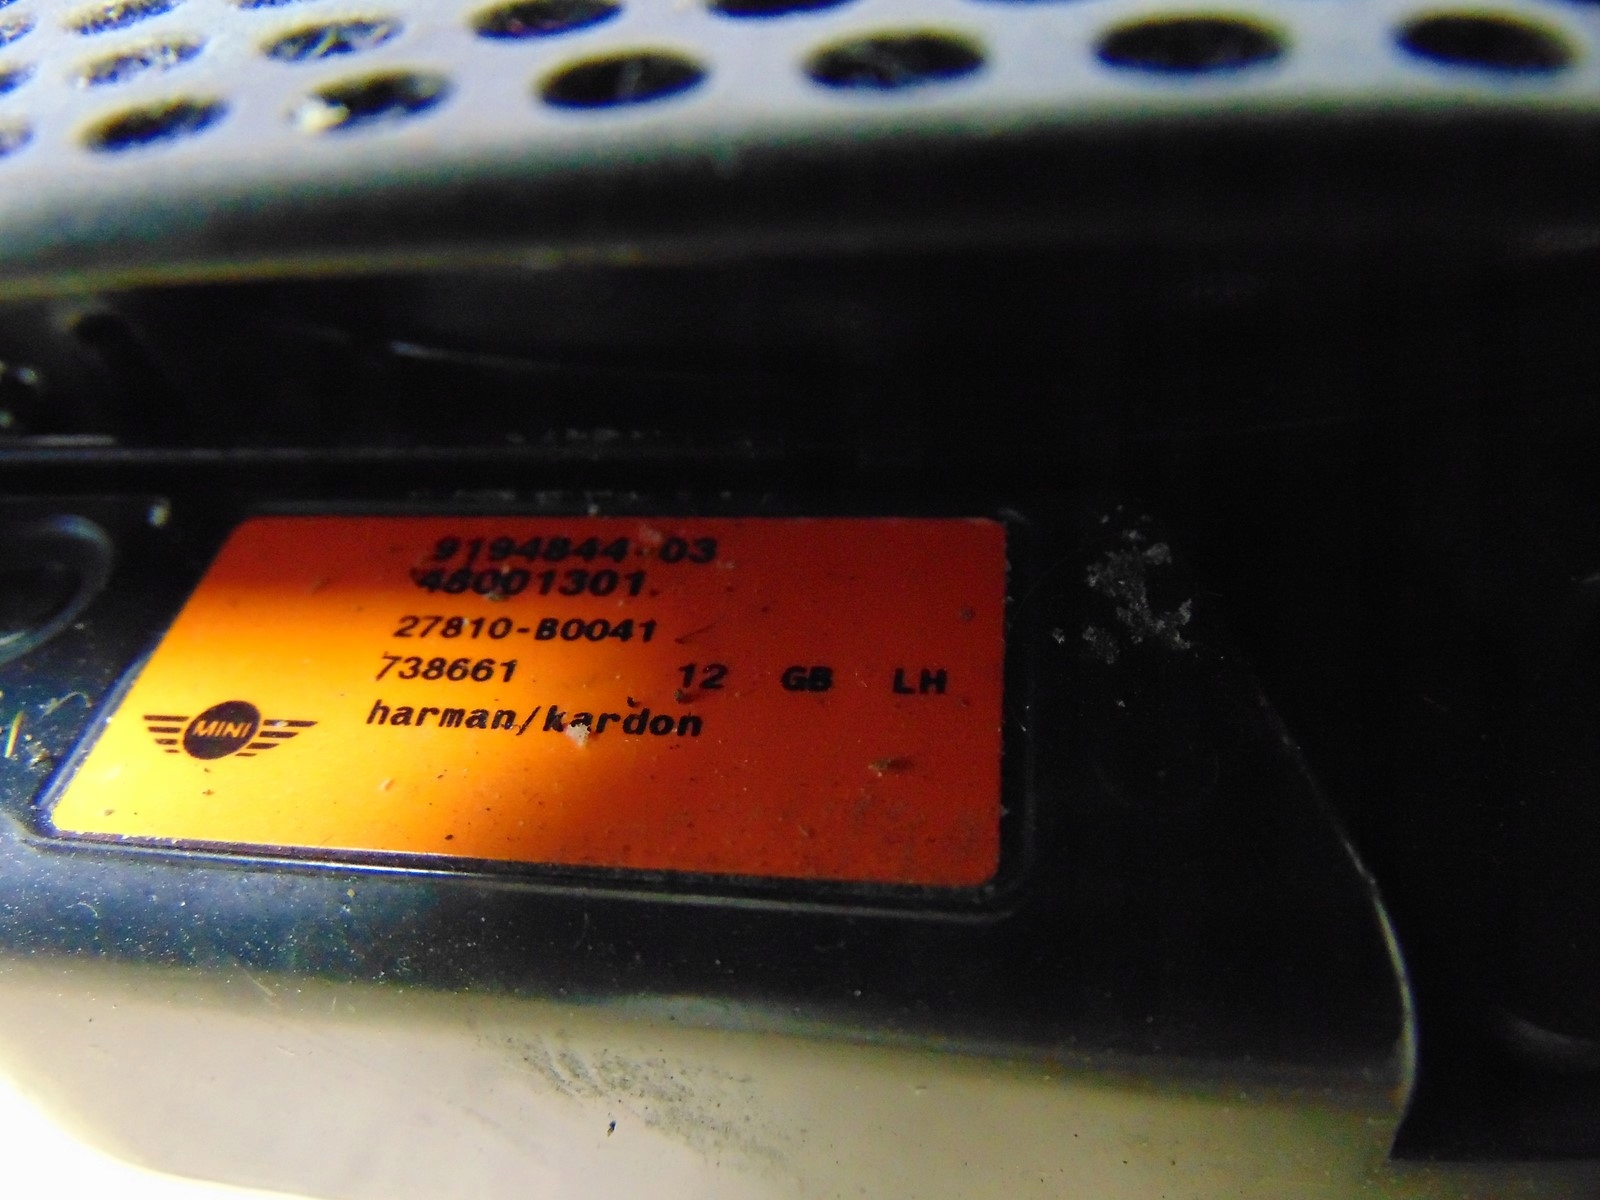 9194844-03
48001301.
27810-B0041
738661 12 GB LH
MINI
harman/kardon